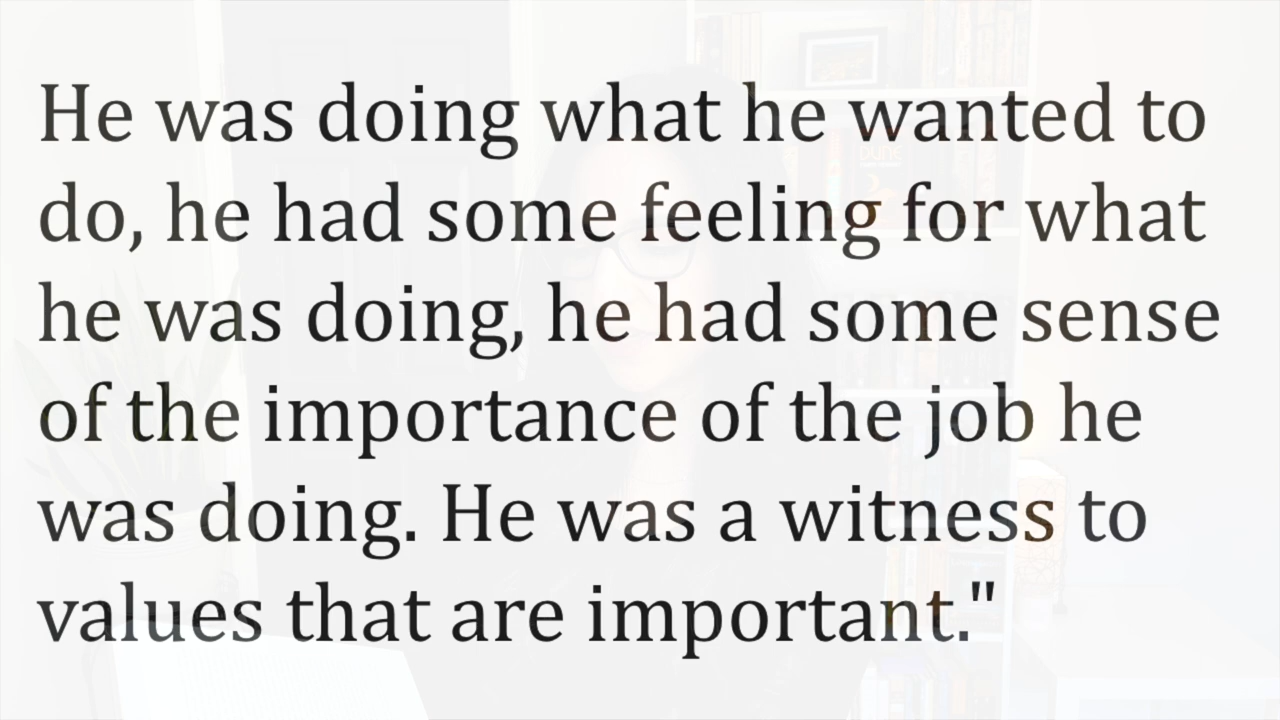 He was doing what he wanted to
do, he had some feeling for what
he was doing, he had some sense
of the importance of the job he
was doing. He was a witness to
values that are important."
DUNE